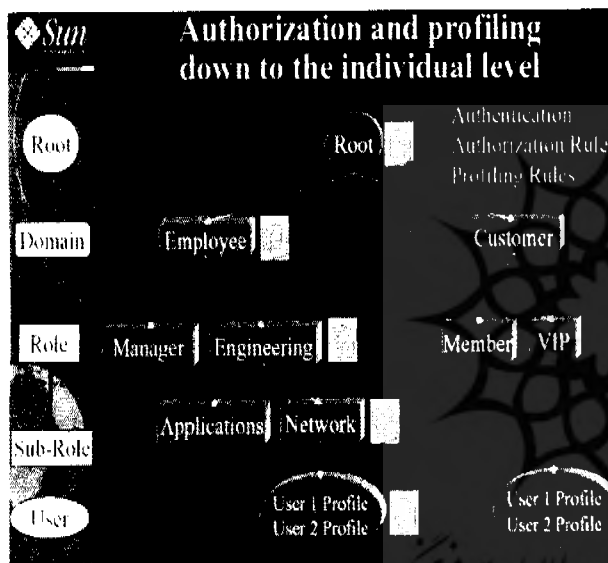 Sun
Authorization and profiling
down to the individual level
Root
Root
Authentication
Authorization Rule
Profiling Rules
Domain
Employee
Customer
Role
Manager
Engineering
Member
VIP
Sub-Role
Applications
Network
User
User 1 Profile
User 2 Profile
User 1 Profile
User 2 Profile